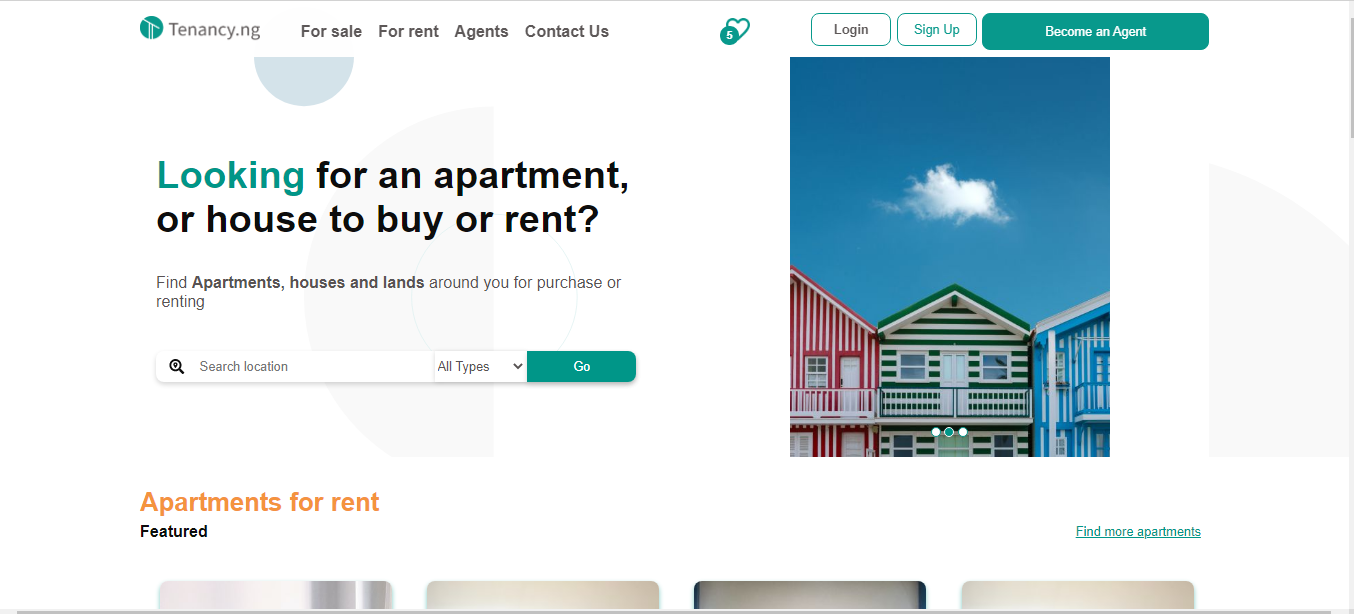 Tenancy.ng
For sale For rent Agents Contact Us
5
Login
Sign Up
Become an Agent
Looking for an apartment,
or house to buy or rent?
Find Apartments, houses and lands around you for purchase or
renting
Search location
All Types
Go
Apartments for rent
Featured
Find more apartments